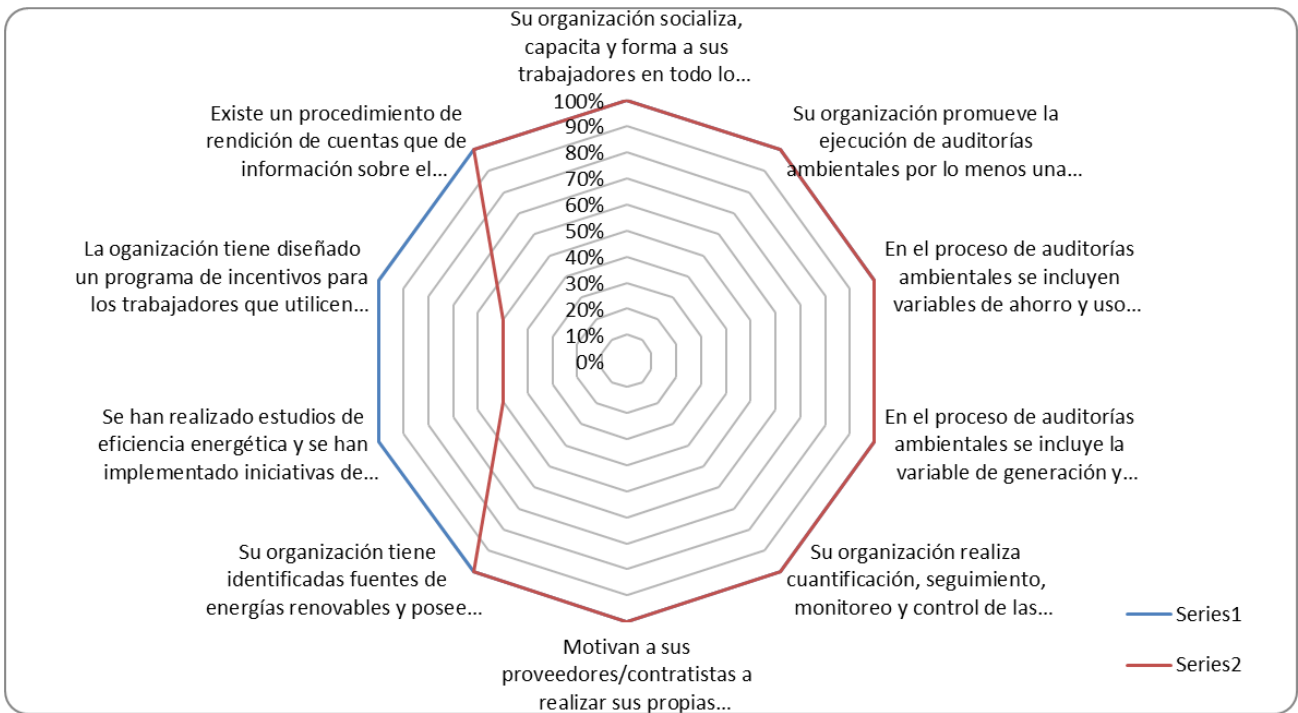 Su organización socializa,
capacita y forma a sus
trabajadores en todo lo...
Su organización promueve la
ejecución de auditorías
ambientales por lo menos una...
En el proceso de auditorías
ambientales se incluyen
variables de ahorro y uso...
En el proceso de auditorías
ambientales se incluye la
variable de generación y...
Su organización realiza
cuantificación, seguimiento,
monitoreo y control de las...
Motivan a sus
proveedores/contratistas a
realizar sus propias...
Su organización tiene
identificadas fuentes de
energías renovables y posee...
Se han realizado estudios de
eficiencia energética y se han
implementado iniciativas de...
La oganización tiene diseñado
un programa de incentivos para
los trabajadores que utilicen...
Existe un procedimiento de
rendición de cuentas que de
información sobre el...
100%
90%
80%
70%
60%
50%
40%
30%
20%
10%
0%
Series1
Series2